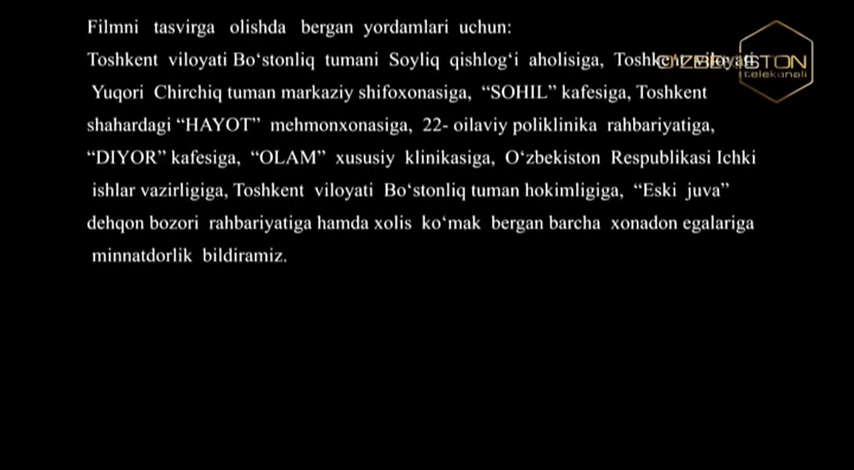 Filmni tasvirga olishda bergan yordamlari uchun:
Toshkent viloyati Bo‘stonliq tumani Soyliq qishlog‘i aholisiga, Toshkent viloyati
Yuqori Chirchiq tuman markaziy shifoxonasiga, “SOHIL” kafesiga, Toshkent
shahardagi “HAYOT” mehmonxonasiga, 22- oilaviy poliklinika rahbariyatiga,
“DIYOR” kafesiga, “OLAM” xususiy klinikasiga, O‘zbekiston Respublikasi Ichki
ishlar vazirligiga, Toshkent viloyati Bo‘stonliq tuman hokimligiga, “Eski juva”
dehqon bozori rahbariyatiga hamda xolis ko‘mak bergan barcha xonadon egalariga
minnatdorlik bildiramiz.
O‘ZBEKISTON
telekanali